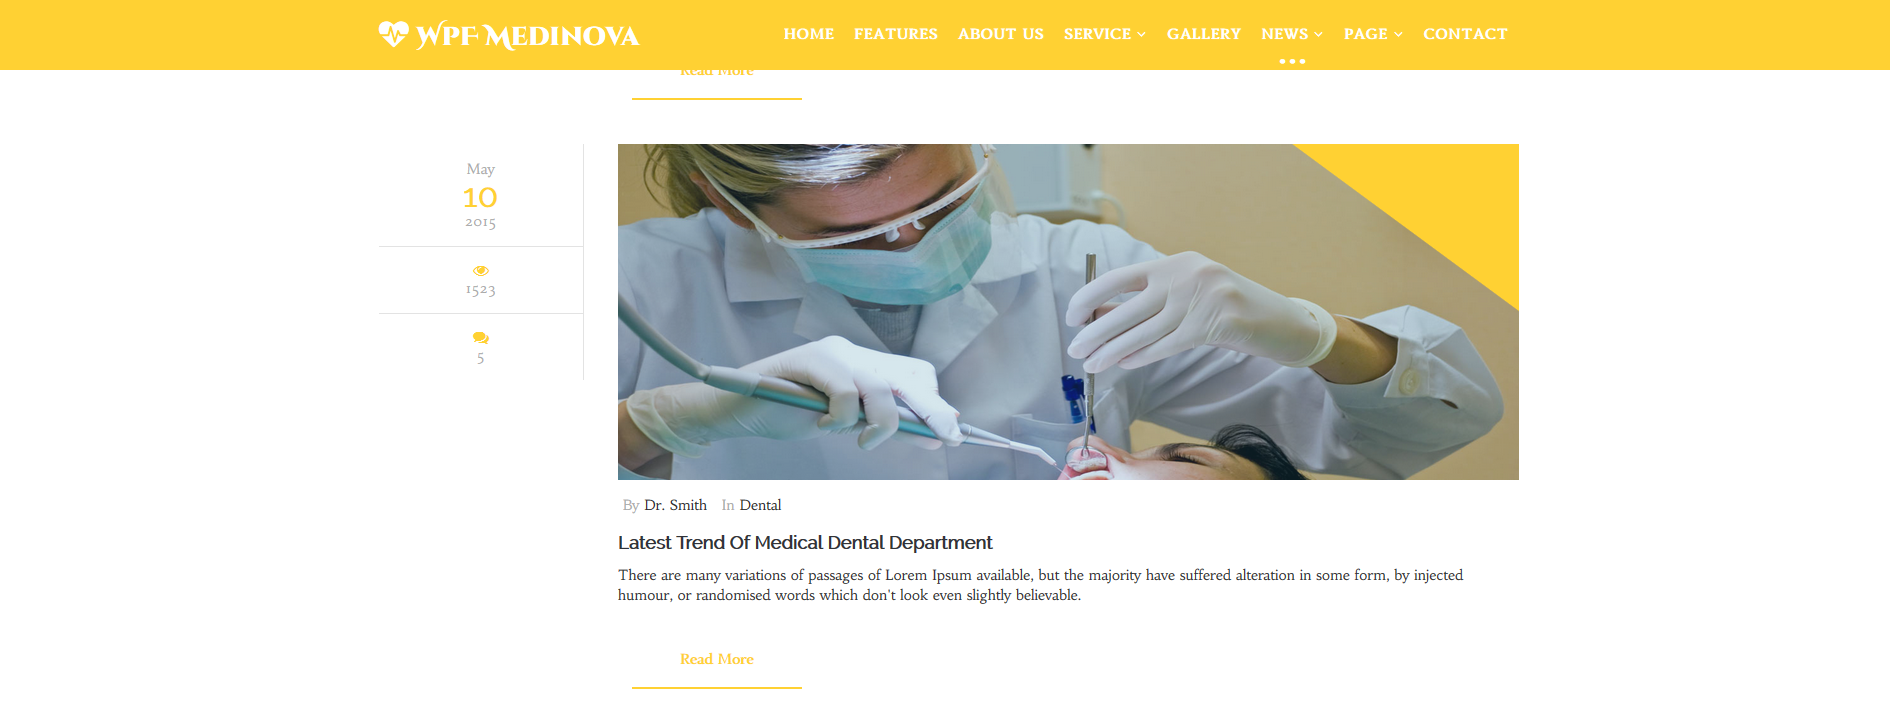 WPF MEDINOVA
HOME FEATURES ABOUT US SERVICE GALLERY NEWS PAGE CONTACT
Read More
May
10
2015
1523
5
By Dr. Smith In Dental
Latest Trend Of Medical Dental Department
There are many variations of passages of Lorem Ipsum available, but the majority have suffered alteration in some form, by injected
humour, or randomised words which don't look even slightly believable.
Read More